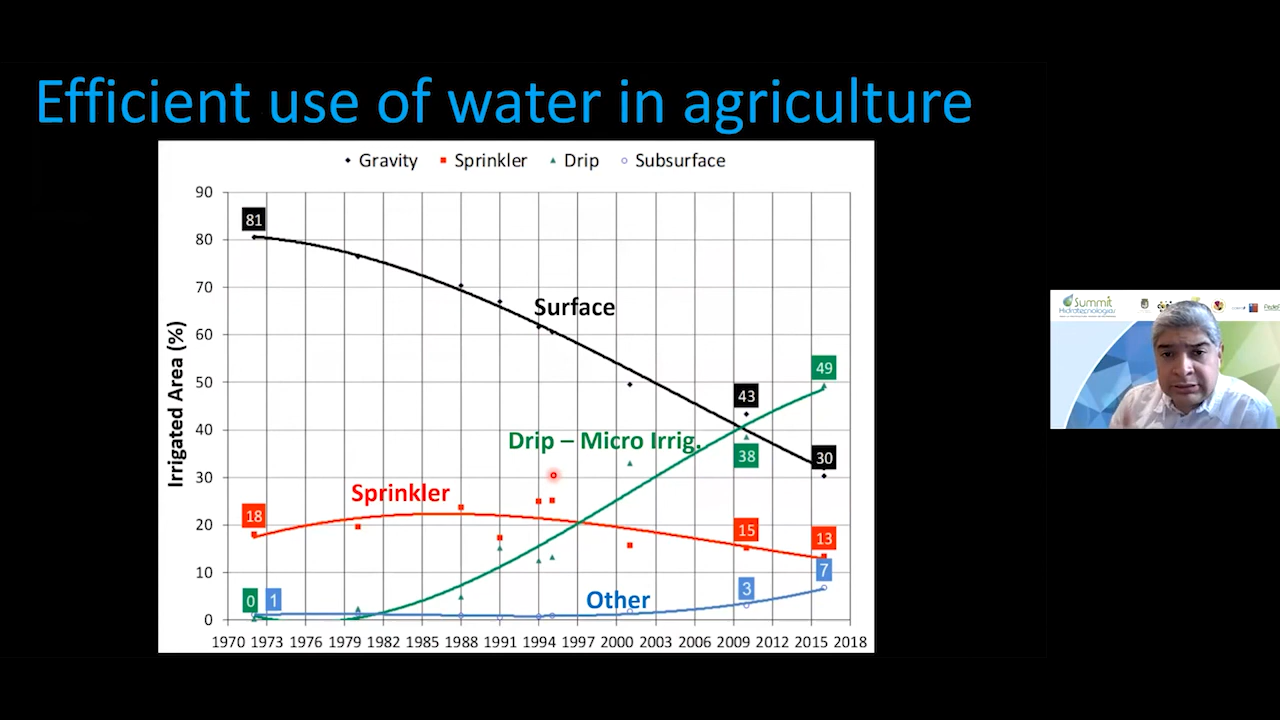 Efficient use of water in agriculture
Gravity Sprinkler Drip Subsurface
Irrigated Area (%)
90
80
70
60
50
40
30
20
10
0
81
Surface
49
43
Drip – Micro Irrig.
38
30
Sprinkler
18
15
13
7
0 1
Other
3
1970 1973 1976 1979 1982 1985 1988 1991 1994 1997 2000 2003 2006 2009 2012 2015 2018
Summit
Hidrotecnologías